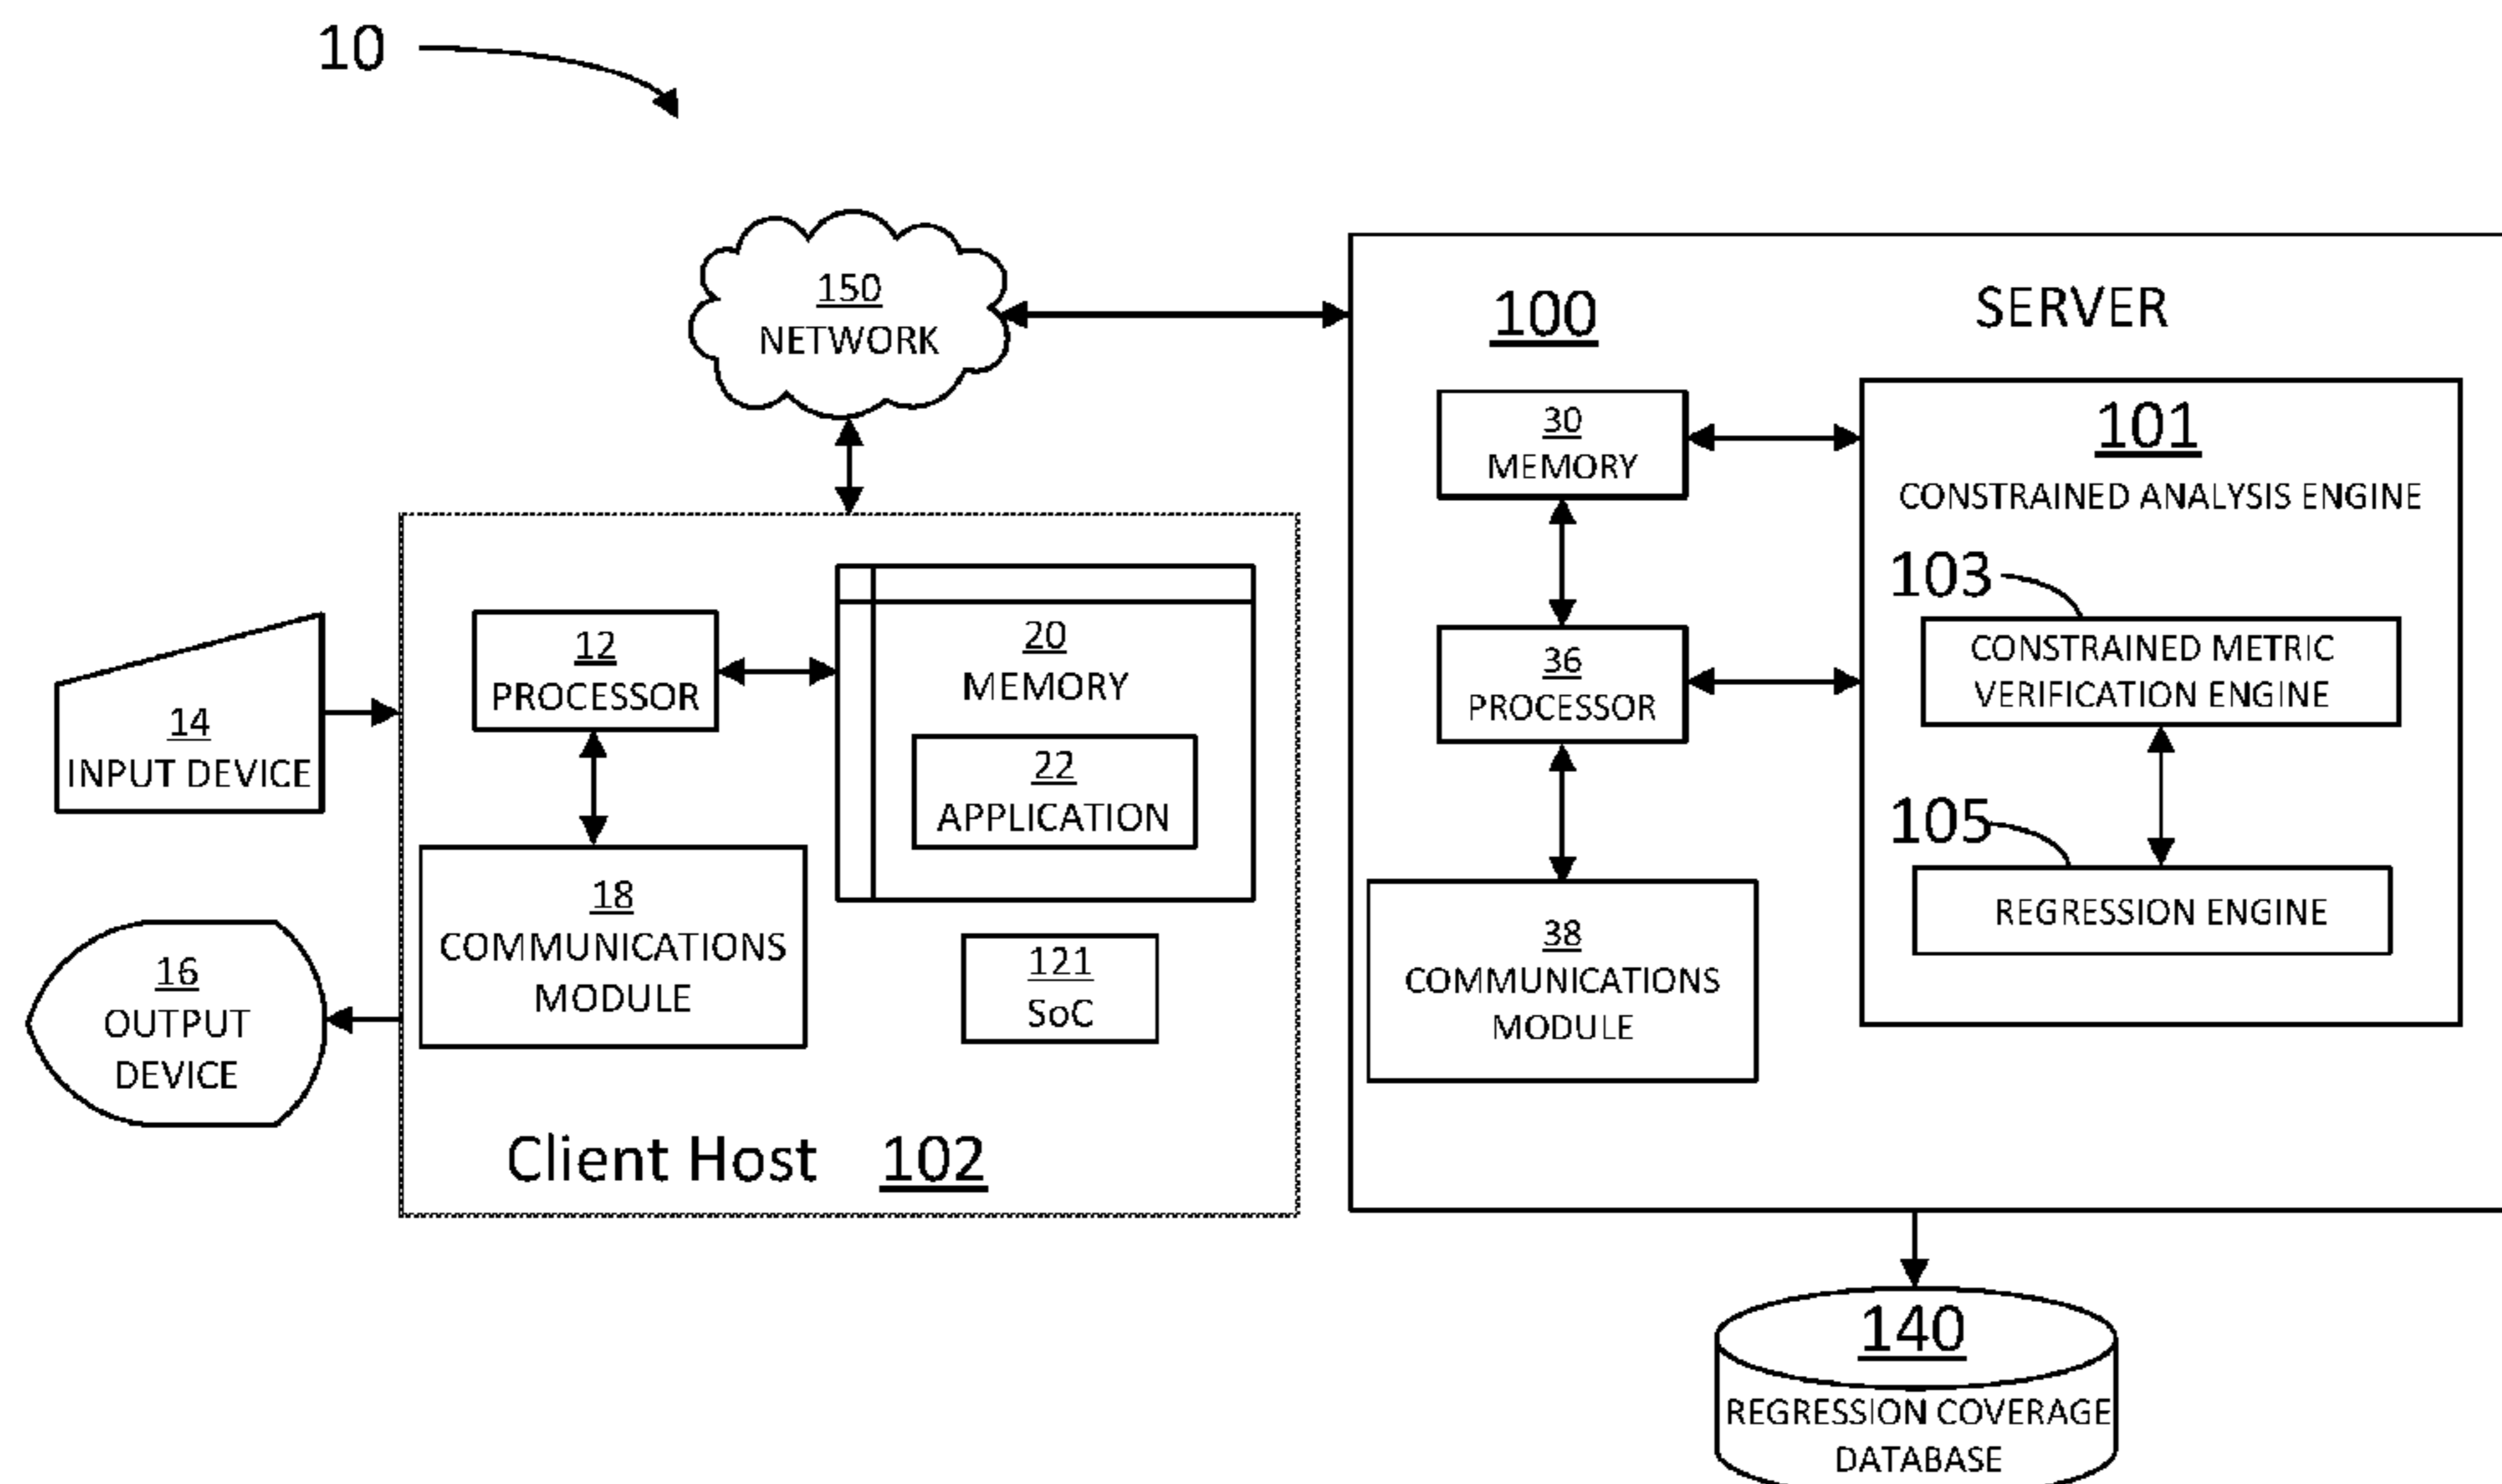 10
150
NETWORK
100
SERVER
30
MEMORY
101
CONSTRAINED ANALYSIS ENGINE
103
CONSTRAINED METRIC
VERIFICATION ENGINE
36
PROCESSOR
105
REGRESSION ENGINE
38
COMMUNICATIONS
MODULE
12
PROCESSOR
20
MEMORY
22
APPLICATION
14
INPUT DEVICE
18
COMMUNICATIONS
MODULE
121
SoC
16
OUTPUT
DEVICE
Client Host 102
140
REGRESSION COVERAGE
DATABASE